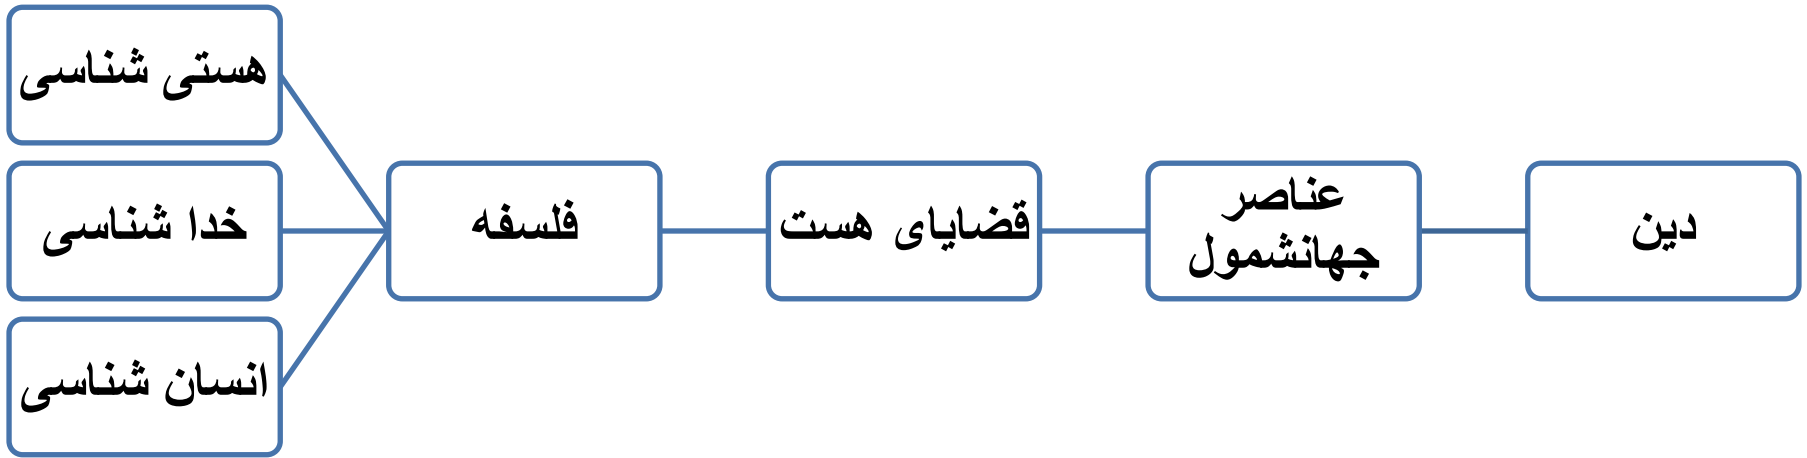 دین
عناصر
جهانشمول
قضایای هست
فلسفه
هستی شناسی
خدا شناسی
انسان شناسی